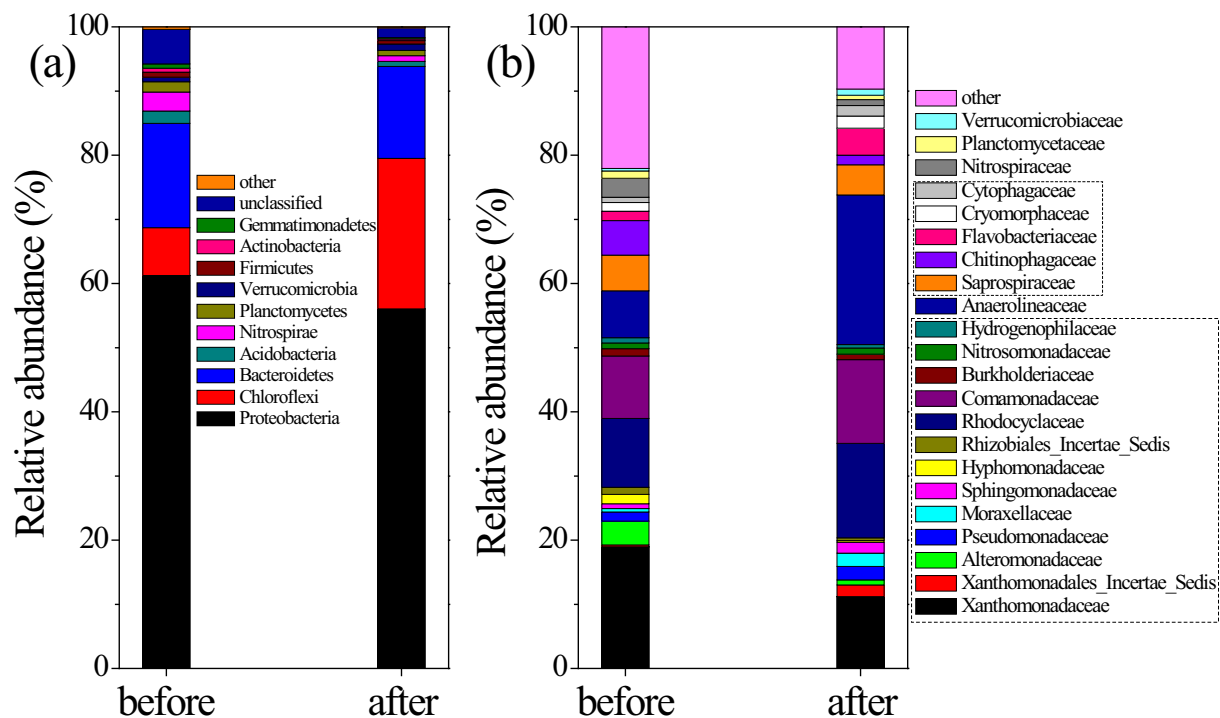 (a)
Relative abundance (%)
100
80
60
40
20
0
other
unclassified
Gemmatimonadetes
Actinobacteria
Firmicutes
Verrucomicrobia
Planctomycetes
Nitrospirae
Acidobacteria
Bacteroidetes
Chloroflexi
Proteobacteria
before
after
(b)
Relative abundance (%)
100
80
60
40
20
0
before
after
other
Verrucomicrobiaceae
Planctomycetaceae
Nitrospiraceae
Cytophagaceae
Cryomorphaceae
Flavobacteriaceae
Chitinophagaceae
Saprospiraceae
Anaerolineaceae
Hydrogenophilaceae
Nitrosomonadaceae
Burkholderiaceae
Comamonadaceae
Rhodocyclaceae
Rhizobiales_Incertae_Sedis
Hyphomonadaceae
Sphingomonadaceae
Moraxellaceae
Pseudomonadaceae
Alteromonadaceae
Xanthomonadales_Incertae_Sedis
Xanthomonadaceae